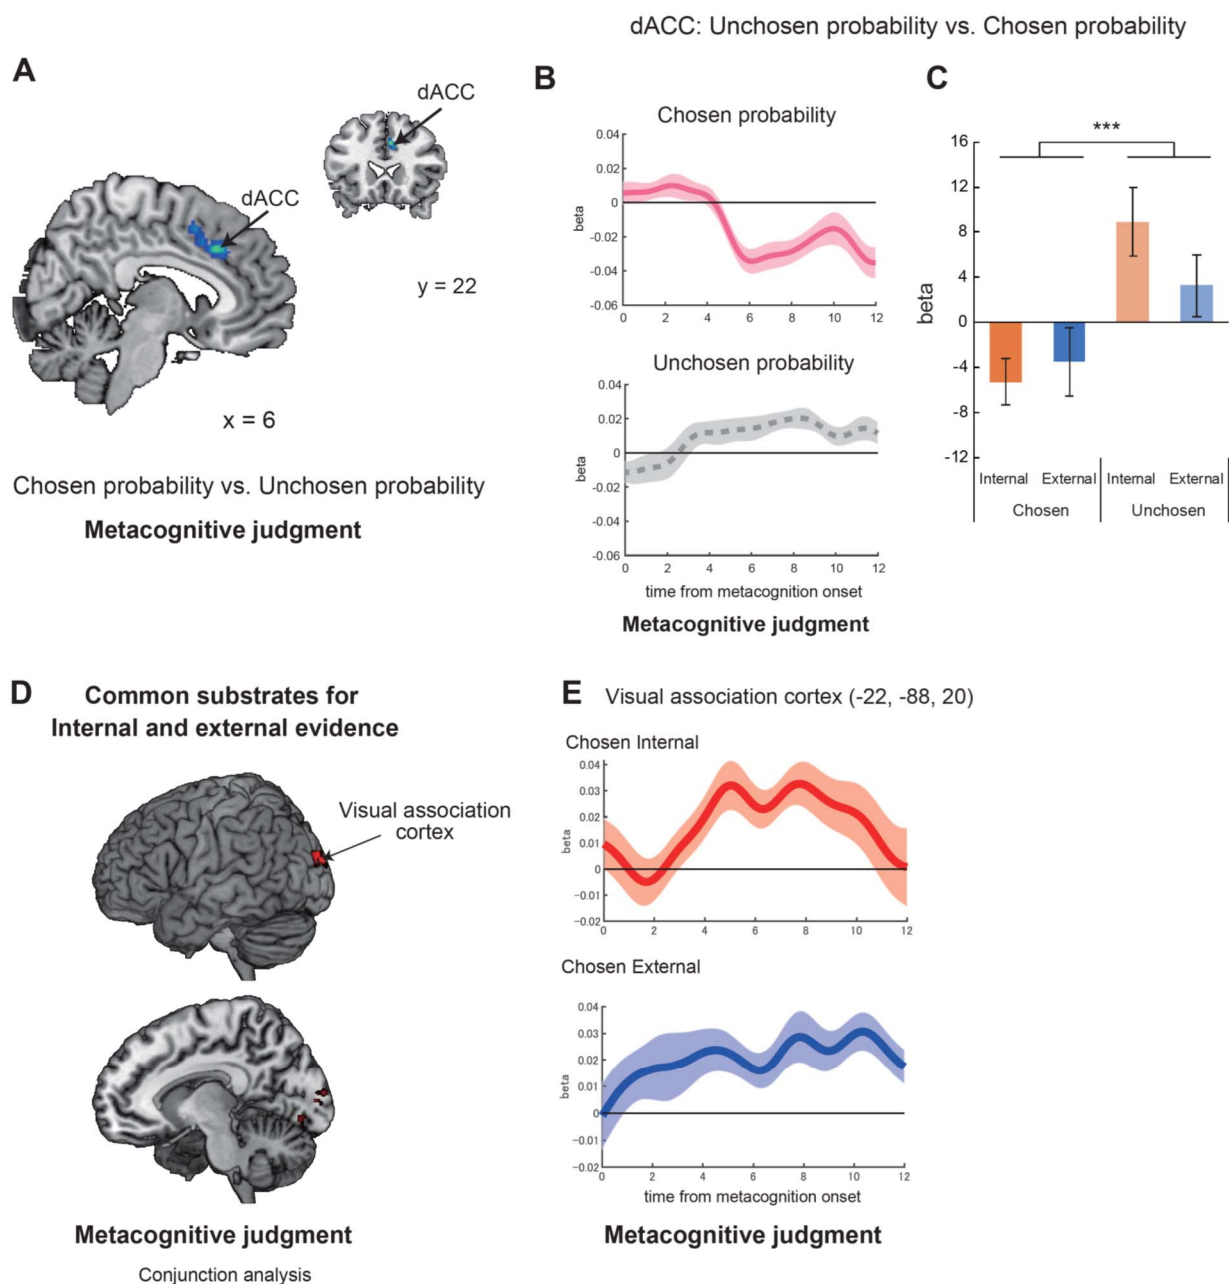 dACC: Unchosen probability vs. Chosen probability
A
dACC
dACC
y = 22
x = 6
Chosen probability vs. Unchosen probability
Metacognitive judgment
B
Chosen probability
0.04
0.02
0
-0.02
-0.04
-0.06
beta
0 2 4 6 8 10 12
Unchosen probability
0.04
0.02
0
-0.02
-0.04
-0.06
beta
0 2 4 6 8 10 12
time from metacognition onset
Metacognitive judgment
C
***
16
12
8
4
0
-4
-8
-12
beta
Internal External Internal External
Chosen Unchosen
D
Common substrates for
Internal and external evidence
Visual association
cortex
Metacognitive judgment
Conjunction analysis
E Visual association cortex (-22, -88, 20)
Chosen Internal
0.04
0.03
0.02
0.01
0
−0.01
−0.02
beta
0 2 4 6 8 10 12
Chosen External
0.04
0.03
0.02
0.01
0
−0.01
−0.02
beta
0 2 4 6 8 10 12
time from metacognition onset
Metacognitive judgment